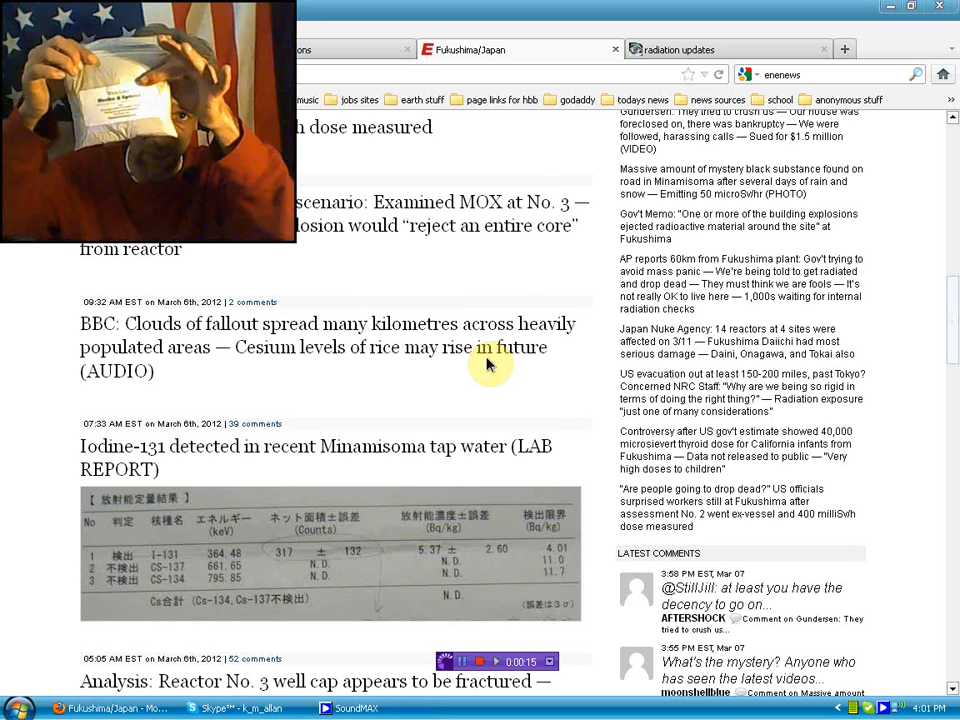 ons
Fukushima/Japan
radiation updates
enenews
music
jobs sites
earth stuff
page links for hbb
godaddy
todays news
news sources
school
anonymous stuff
h dose measured
scenario: Examined MOX at No. 3 —
losion would “reject an entire core”
from reactor
09:32 AM EST on March 6th, 2012 | 2 comments
BBC: Clouds of fallout spread many kilometres across heavily
populated areas — Cesium levels of rice may rise in future
(AUDIO)
07:33 AM EST on March 6th, 2012 | 39 comments
Iodine-131 detected in recent Minamisoma tap water (LAB
REPORT)
【 放射能定量結果 】
No 判定 核種名 エネルギー ネット面積±誤差 放射能濃度±誤差 検出限界
(keV) (Counts) (Bq/kg) (Bq/kg)
1 検出 I-131 364.48 317 ± 132 5.37 ± 2.60 4.01
2 不検出 CS-137 661.65 N.D. N.D. 11.0
3 不検出 CS-134 795.85 N.D. N.D. 11.7
Cs合計 (Cs-134,Cs-137不検出) N.D.
(誤差は3σ)
05:05 AM EST on March 6th, 2012 | 52 comments
Analysis: Reactor No. 3 well cap appears to be fractured —
Gundersen: They tried to crush us — Our house was
foreclosed on, there was bankruptcy — We were
followed, harassing calls — Sued for $1.5 million
(VIDEO)
Massive amount of mystery black substance found on
road in Minamisoma after several days of rain and
snow — Emitting 50 microSv/hr (PHOTO)
Gov't Memo: "One or more of the building explosions
ejected radioactive material around the site" at
Fukushima
AP reports 60km from Fukushima plant: Gov't trying to
avoid mass panic — We're being told to get radiated
and drop dead — They must think we are fools — It's
not really OK to live here — 1,000s waiting for internal
radiation checks
Japan Nuke Agency: 14 reactors at 4 sites were
affected on 3/11 — Fukushima Daiichi had most
serious damage — Daini, Onagawa, and Tokai also
US evacuation out at least 150-200 miles, past Tokyo?
Concerned NRC Staff: "Why are we being so rigid in
terms of doing the right thing?" — Radiation exposure
"just one of many considerations"
Controversy after US gov't estimate showed 40,000
microsievert thyroid dose for California infants from
Fukushima — Data not released to public — "Very
high doses to children"
"Are people going to drop dead?" US officials
surprised workers still at Fukushima after
assessment No. 2 went ex-vessel and 400 milliSv/h
dose measured
LATEST COMMENTS
3:58 PM EST, Mar 07
@StillJill: at least you have the
decency to go on...
AFTERSHOCK Comment on Gundersen: They
tried to crush us...
3:55 PM EST, Mar 07
What's the mystery? Anyone who
has seen the latest videos...
moonshellblue Comment on Massive amount
0:00:15
Fukushima/Japan - Mo...
Skype™ - k_m_allan
SoundMAX
4:01 PM